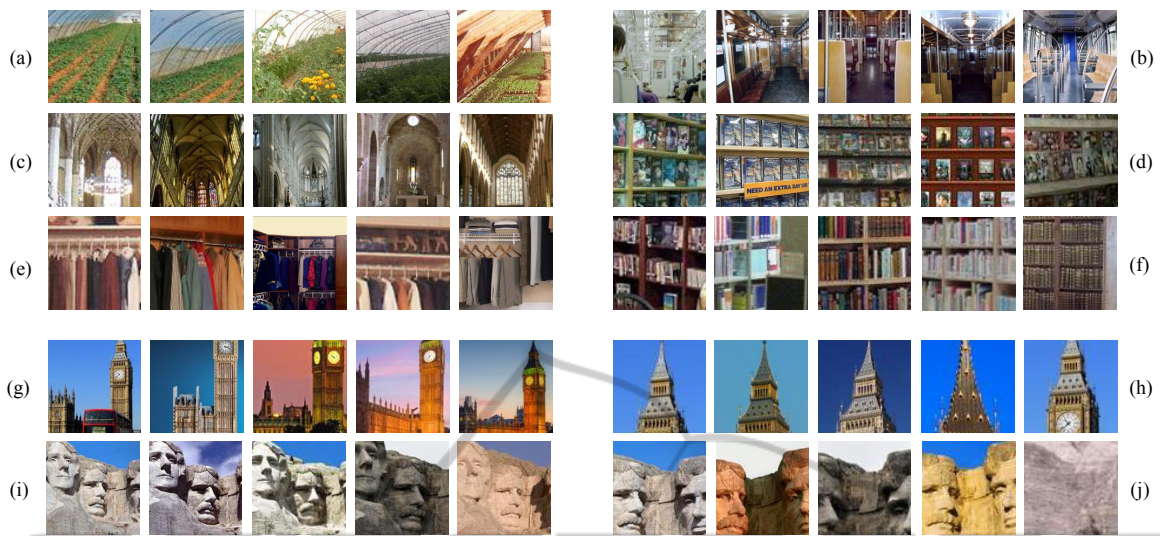 (a)
(b)
(c)
(d)
NEED AN EXTRA DAY OR
(e)
(f)
(g)
(h)
(i)
(j)